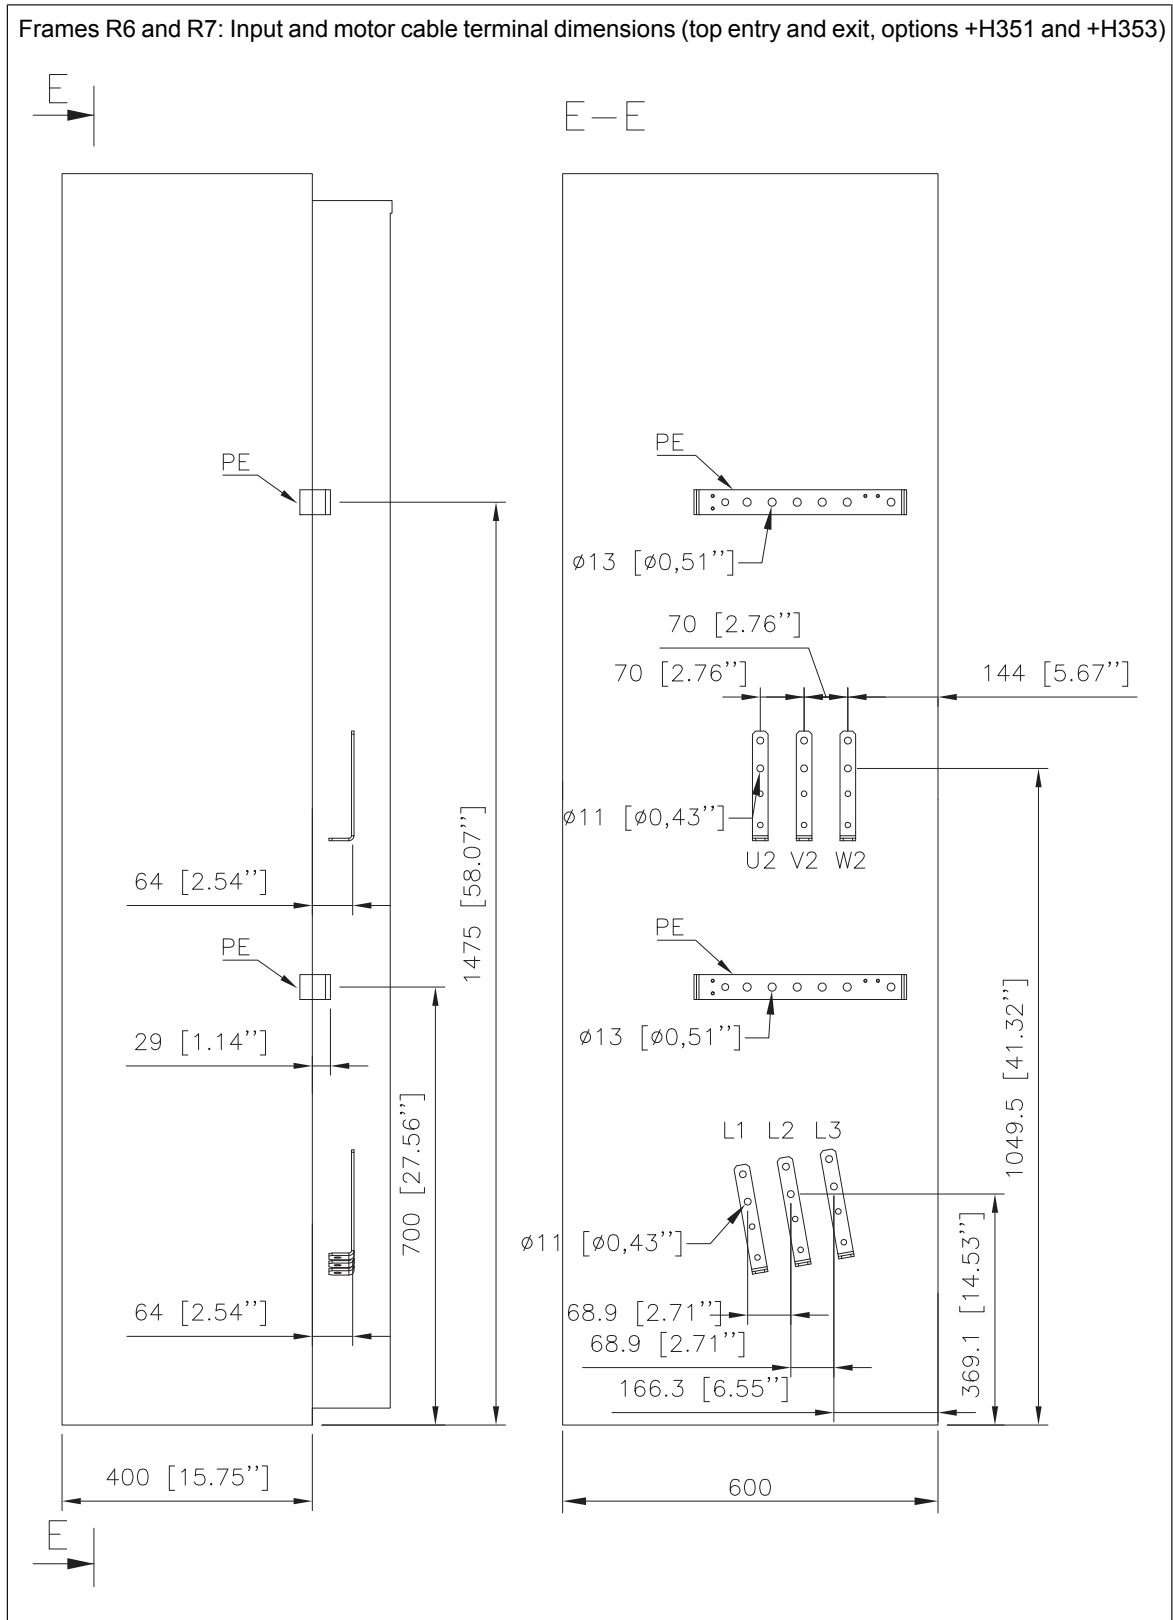 Frames R6 and R7: Input and motor cable terminal dimensions (top entry and exit, options +H351 and +H353)
E
E–E
PE
PE
ø13 [ø0,51’’]
70 [2.76’’]
70 [2.76’’]
144 [5.67’’]
ø11 [ø0,43’’]
U2 V2 W2
64 [2.54’’]
1475 [58.07’’]
PE
PE
29 [1.14’’]
ø13 [ø0,51’’]
1049.5 [41.32’’]
700 [27.56’’]
L1 L2 L3
ø11 [ø0,43’’]
369.1 [14.53’’]
64 [2.54’’]
68.9 [2.71’’]
68.9 [2.71’’]
166.3 [6.55’’]
400 [15.75’’]
600
E